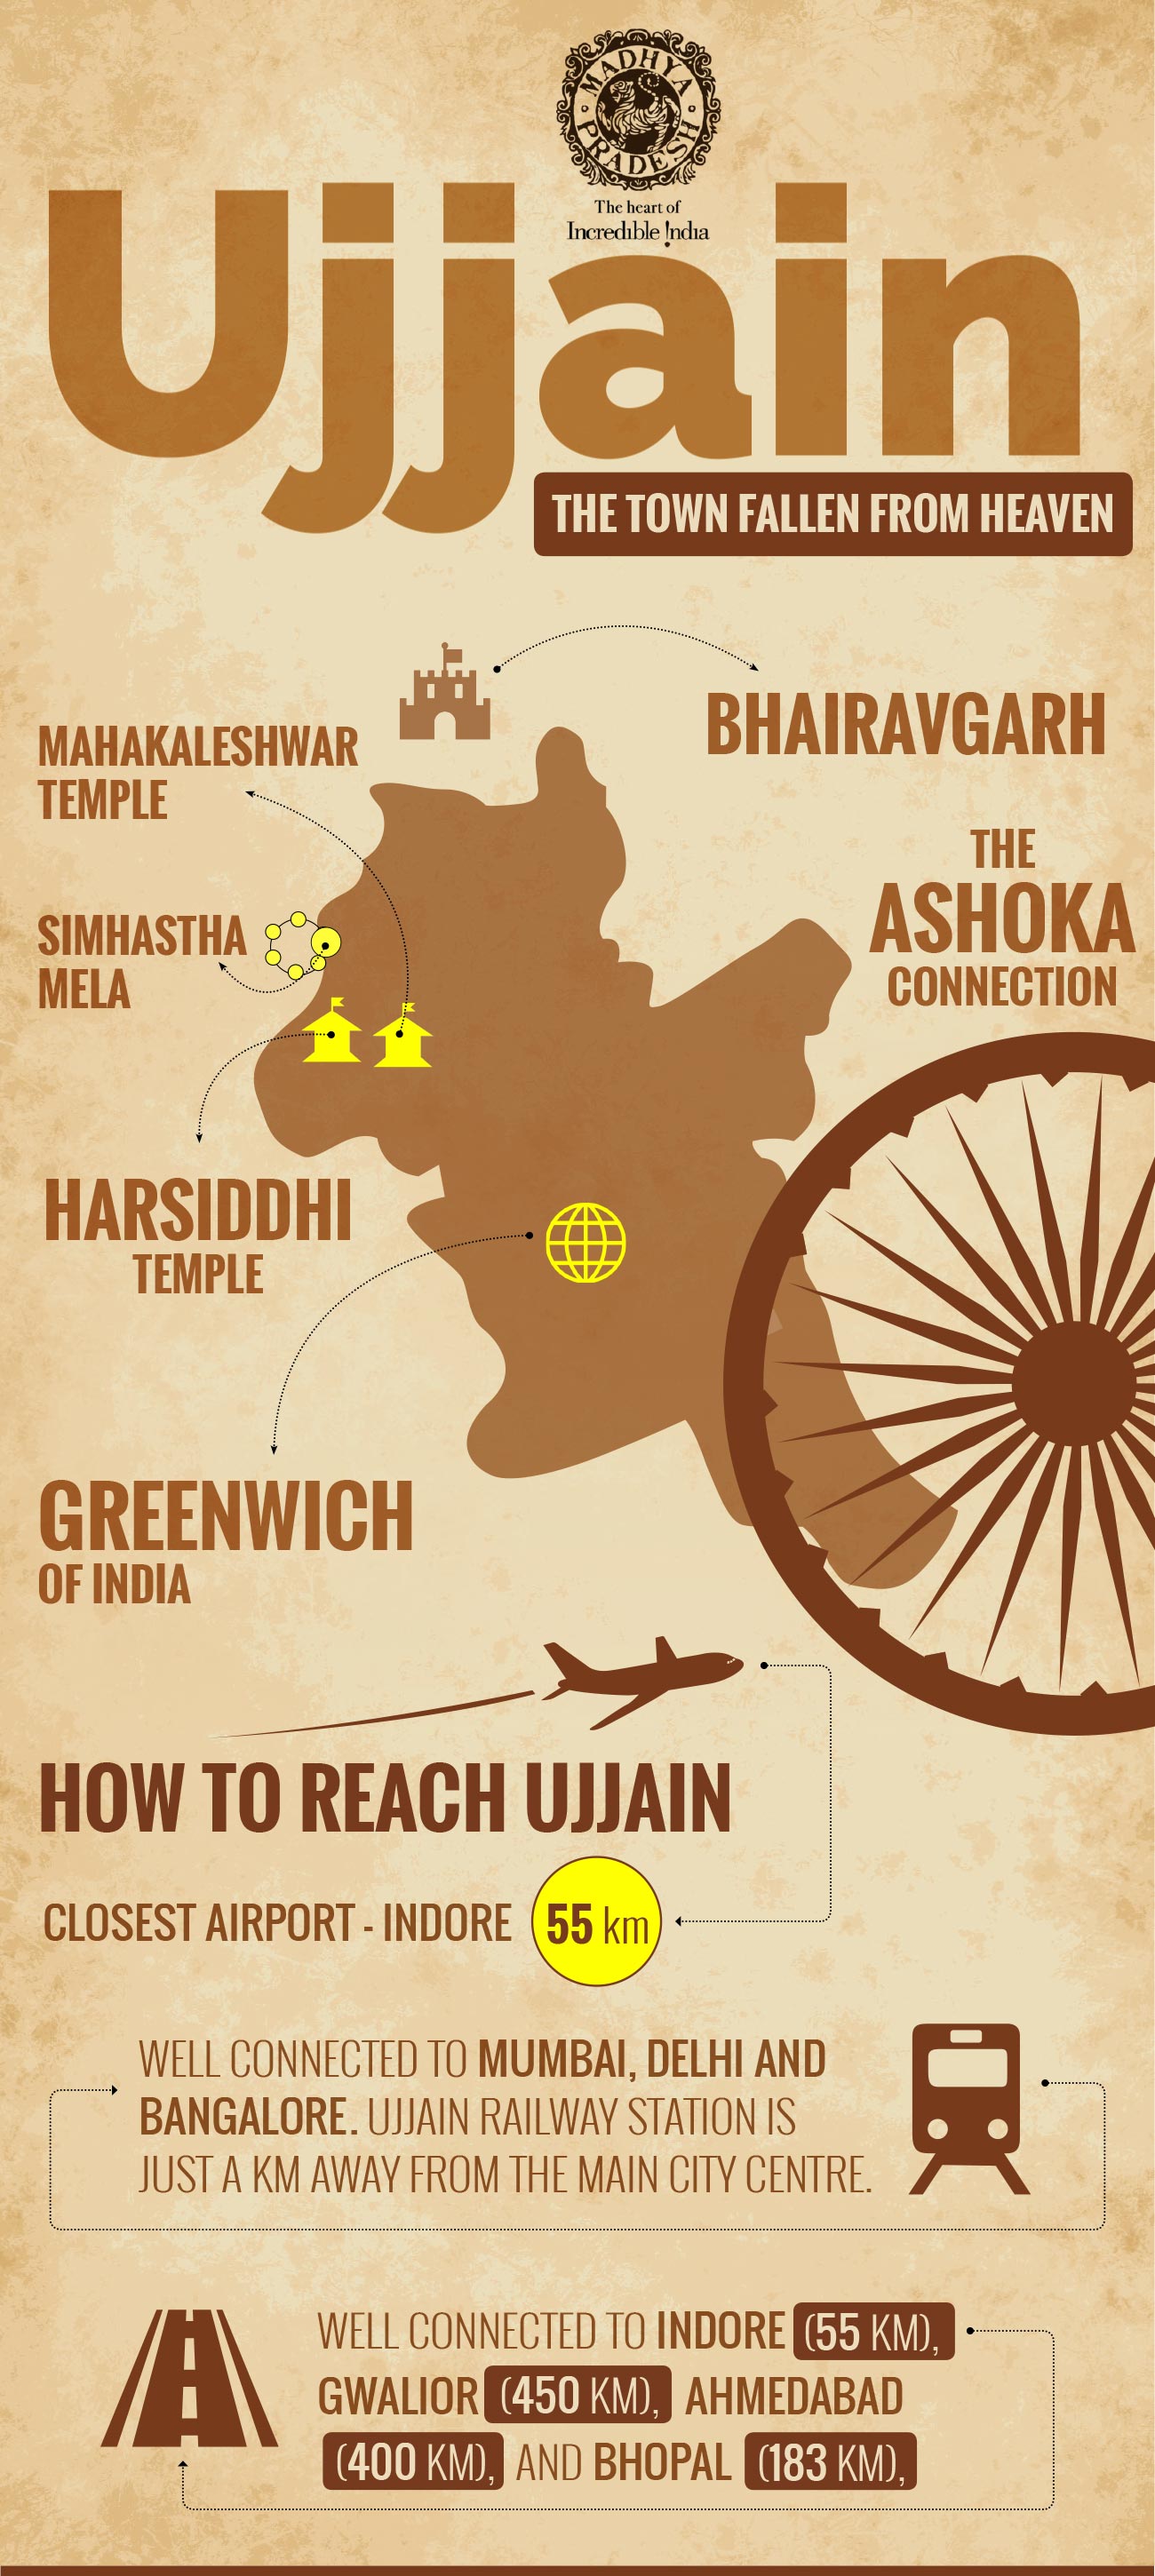 MADHYA
PRADESH
The heart of
Incredible !ndia
Ujjain
THE TOWN FALLEN FROM HEAVEN
BHAIRAVGARH
MAHAKALESHWAR
TEMPLE
THE
ASHOKA
CONNECTION
SIMHASTHA
MELA
HARSIDDHI
TEMPLE
GREENWICH
OF INDIA
HOW TO REACH UJJAIN
CLOSEST AIRPORT - INDORE 55 km
WELL CONNECTED TO MUMBAI, DELHI AND
BANGALORE. UJJAIN RAILWAY STATION IS
JUST A KM AWAY FROM THE MAIN CITY CENTRE.
WELL CONNECTED TO INDORE (55 KM),
GWALIOR (450 KM), AHMEDABAD
(400 KM), AND BHOPAL (183 KM),